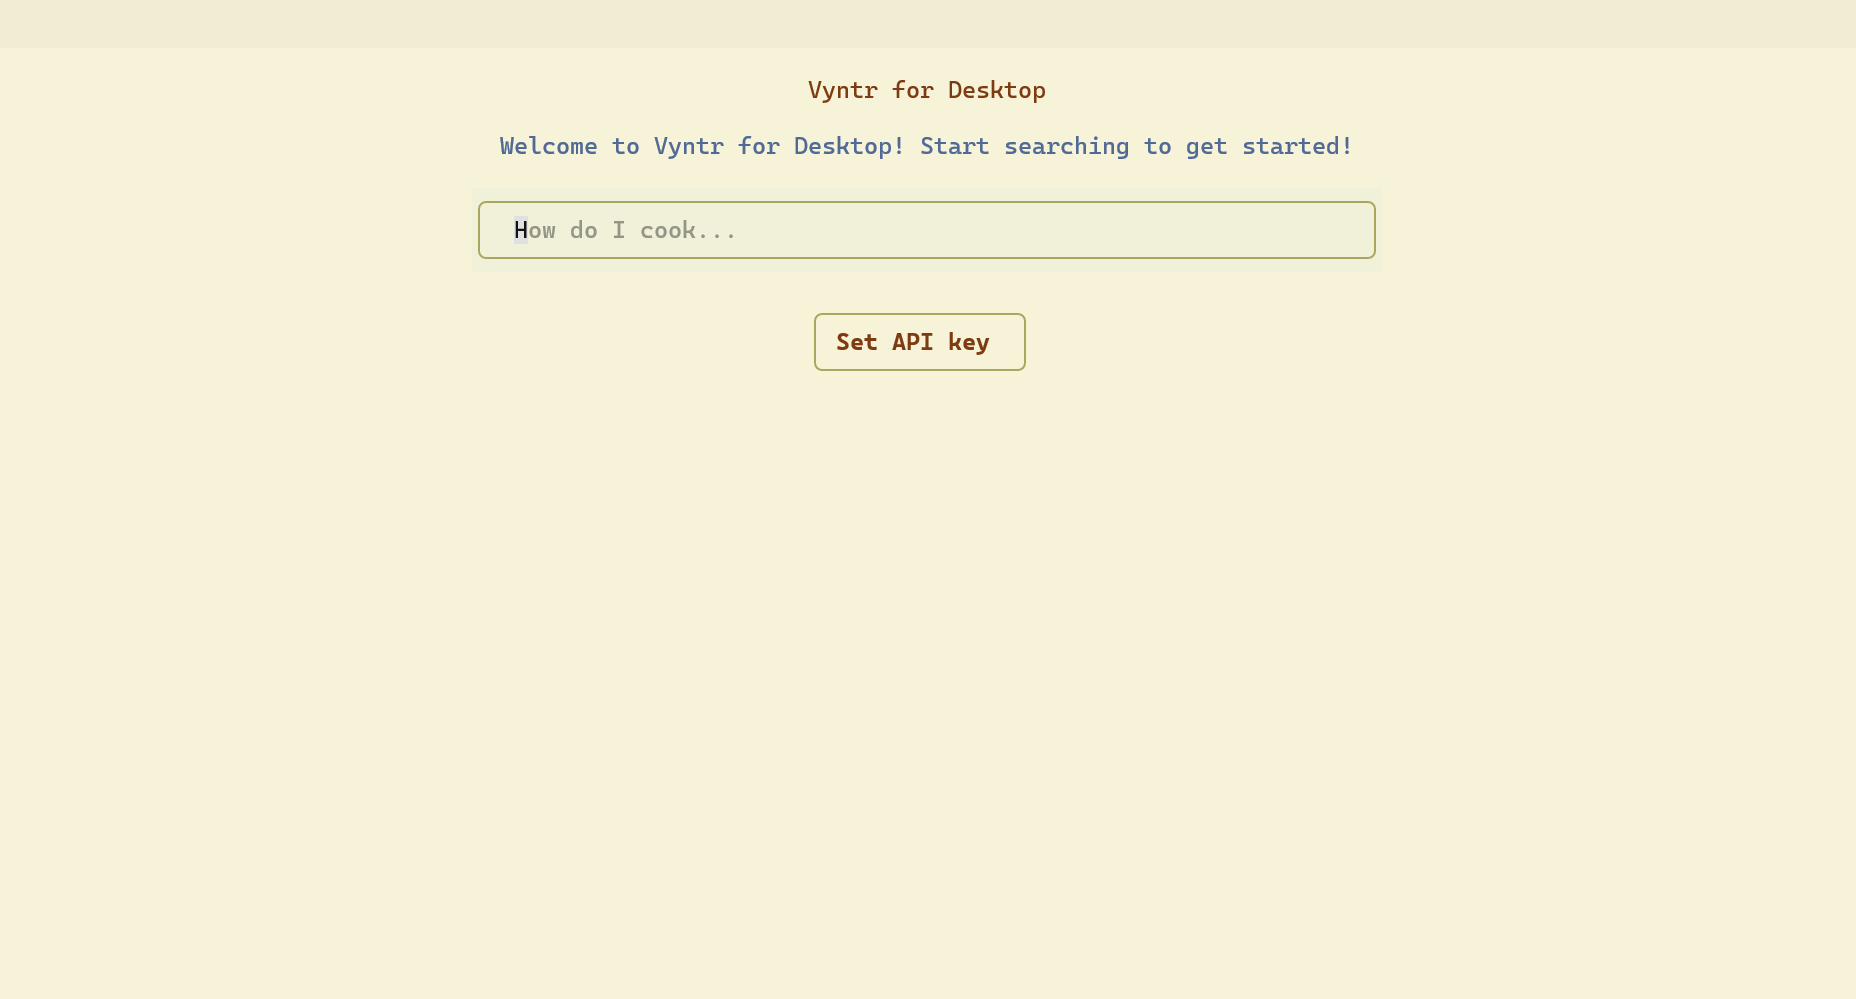 Vyntr for Desktop
Welcome to Vyntr for Desktop! Start searching to get started!
How do I cook...
Set API key